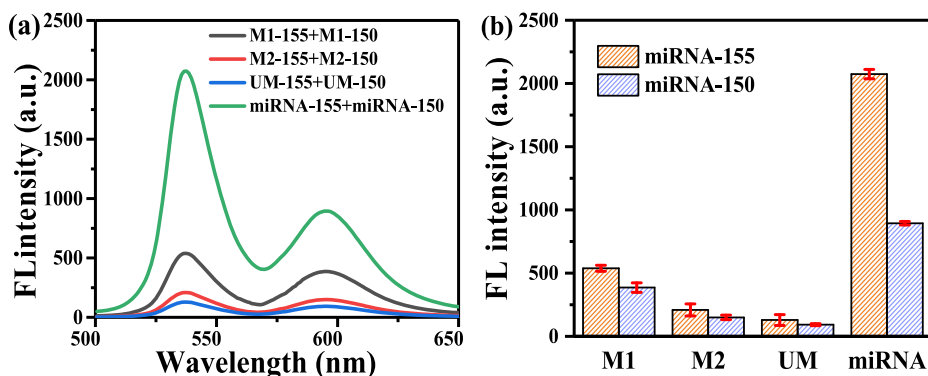 (a)
M1-155+M1-150
M2-155+M2-150
UM-155+UM-150
miRNA-155+miRNA-150
2500
2000
1500
1000
500
0
FLintensity (a.u.)
500 550 600 650
Wavelength (nm)
(b)
miRNA-155
miRNA-150
2500
2000
1500
1000
500
0
FL intensity (a.u.)
M1 M2 UM miRNA